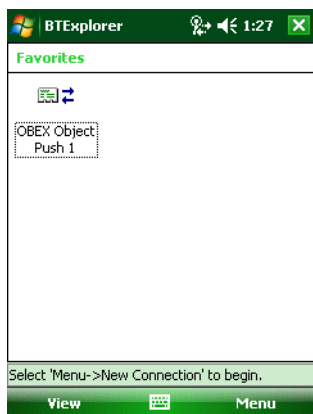 BTExplorer 1:27
Favorites
OBEX Object
Push 1
Select 'Menu->New Connection' to begin.
View Menu